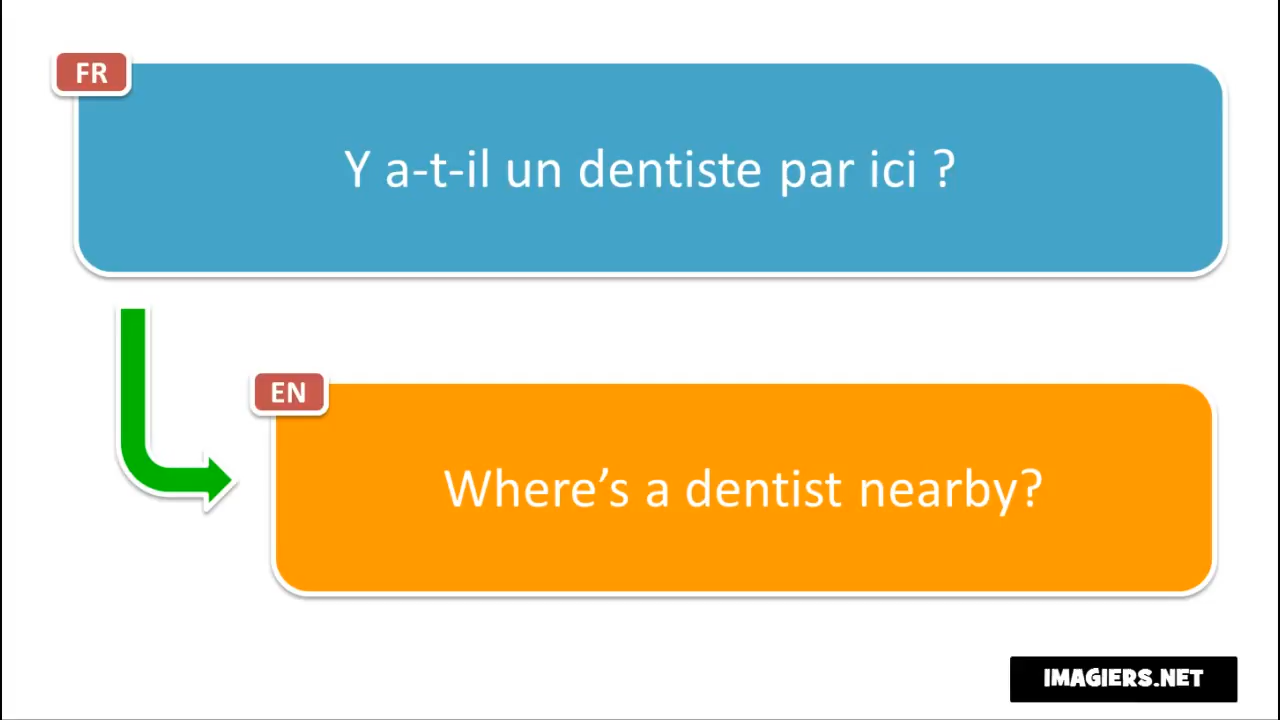 FR
Y a-t-il un dentiste par ici ?
EN
Where’s a dentist nearby?
IMAGIERS.NET